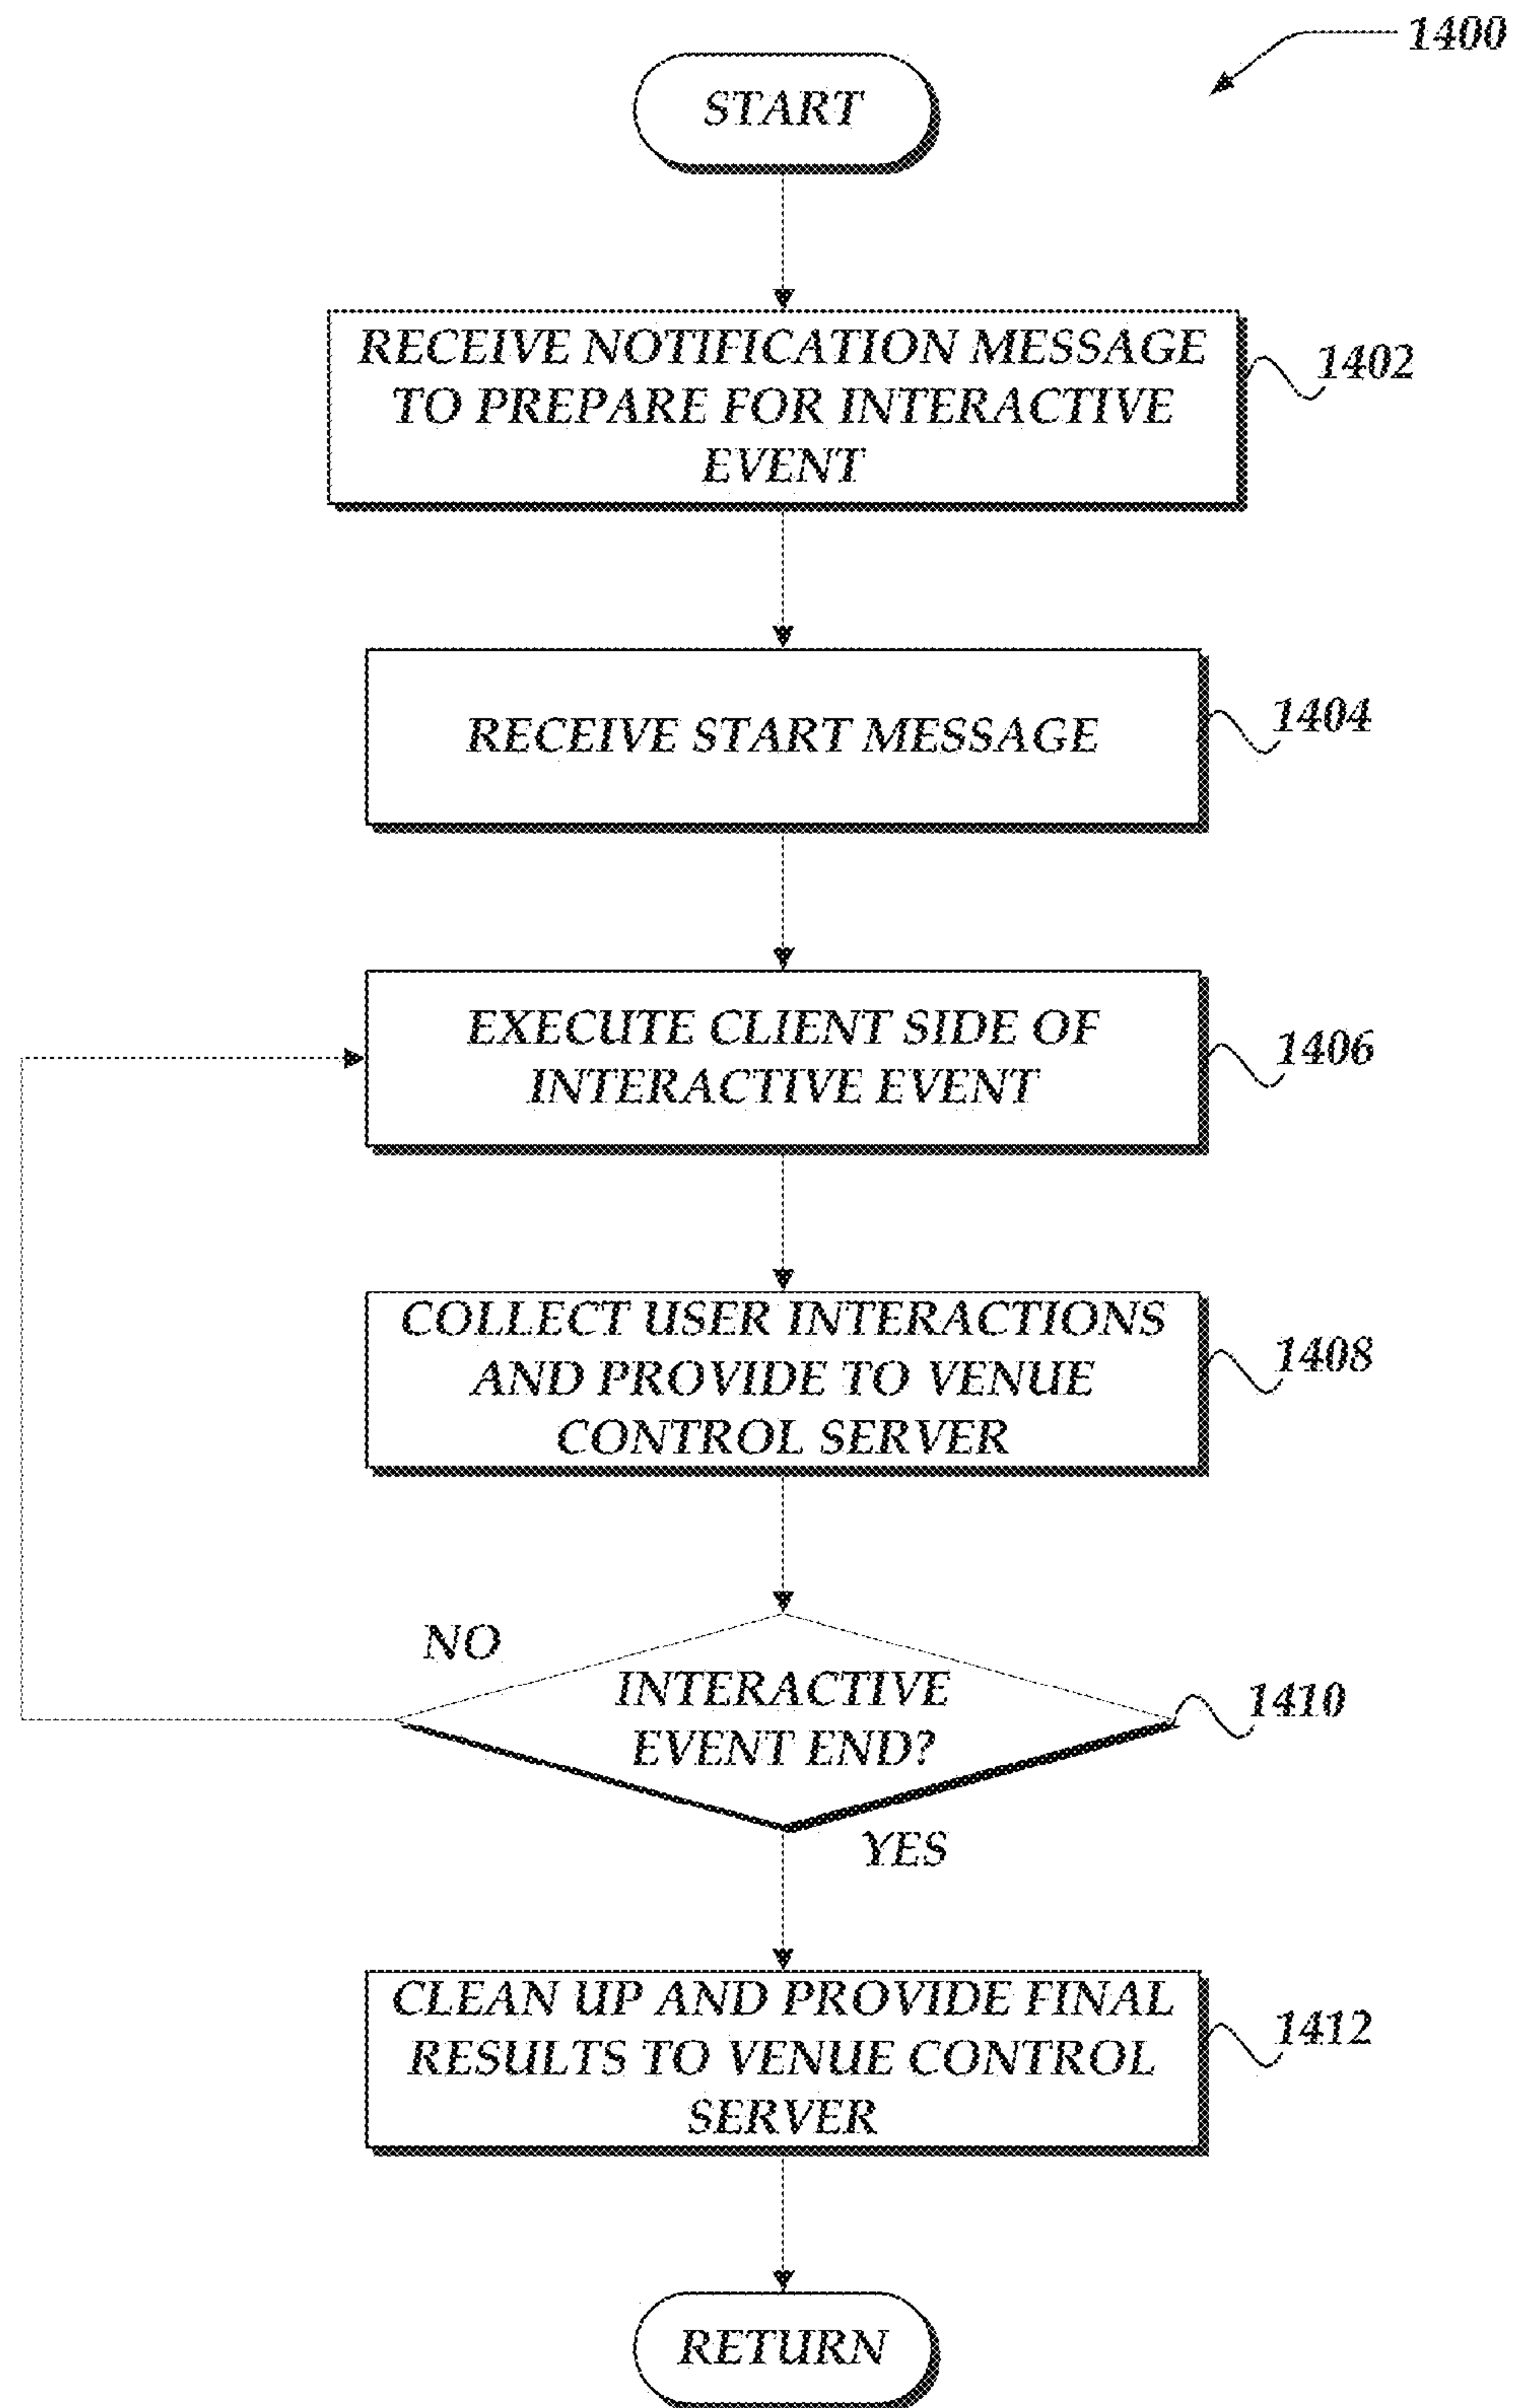 1400
START
RECEIVE NOTIFICATION MESSAGE
TO PREPARE FOR INTERACTIVE
EVENT
1402
RECEIVE START MESSAGE
1404
EXECUTE CLIENT SIDE OF
INTERACTIVE EVENT
1406
COLLECT USER INTERACTIONS
AND PROVIDE TO VENUE
CONTROL SERVER
1408
NO
INTERACTIVE
EVENT END?
1410
YES
CLEAN UP AND PROVIDE FINAL
RESULTS TO VENUE CONTROL
SERVER
1412
RETURN